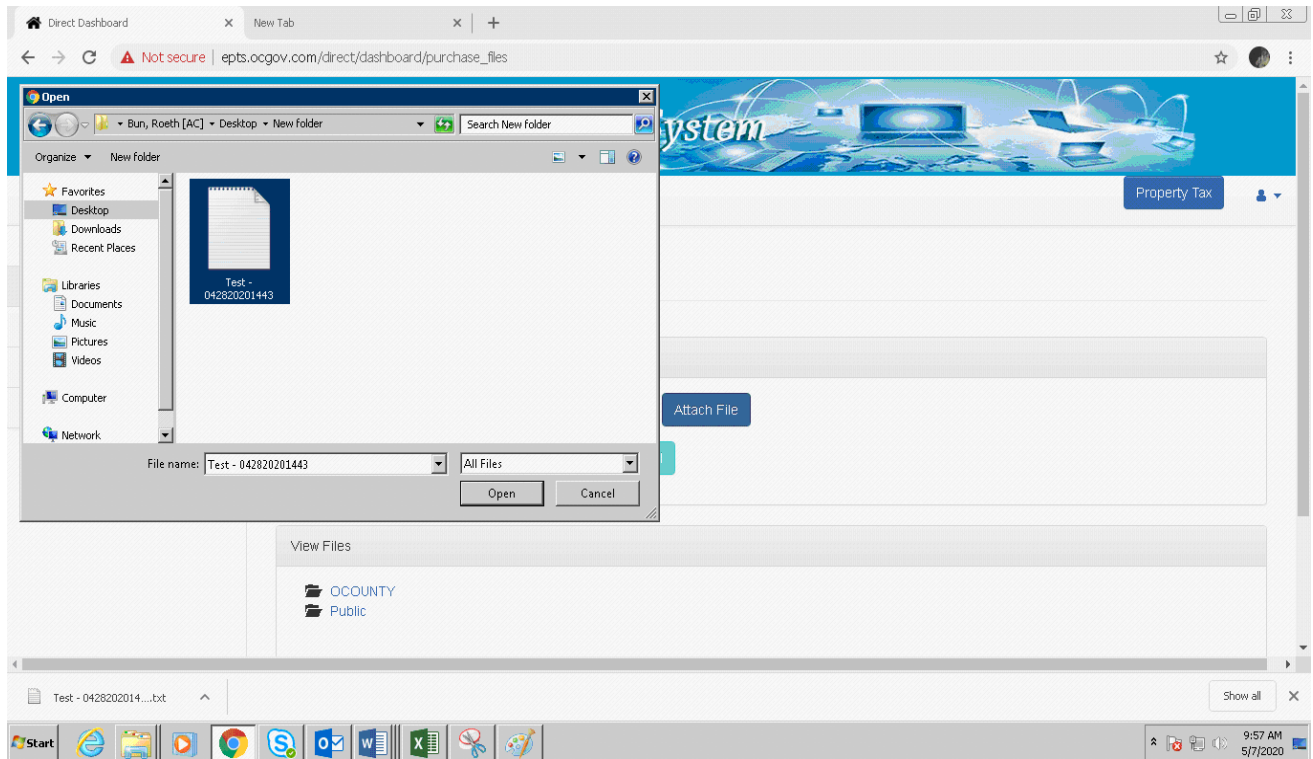 Direct Dashboard
New Tab
Not secure | epts.ocgov.com/direct/dashboard/purchase_files
Open
Bun, Roeth [AC] Desktop New folder
Search New folder
Organize New folder
ystem
Property Tax
Favorites
Desktop
Downloads
Recent Places
Libraries
Documents
Music
Pictures
Videos
Computer
Network
Test -
042820201443
Attach File
File name: Test - 042820201443
All Files
Open Cancel
View Files
OCOUNTY
Public
Test - 0428202014....txt
Show all
Start
9:57 AM
5/7/2020